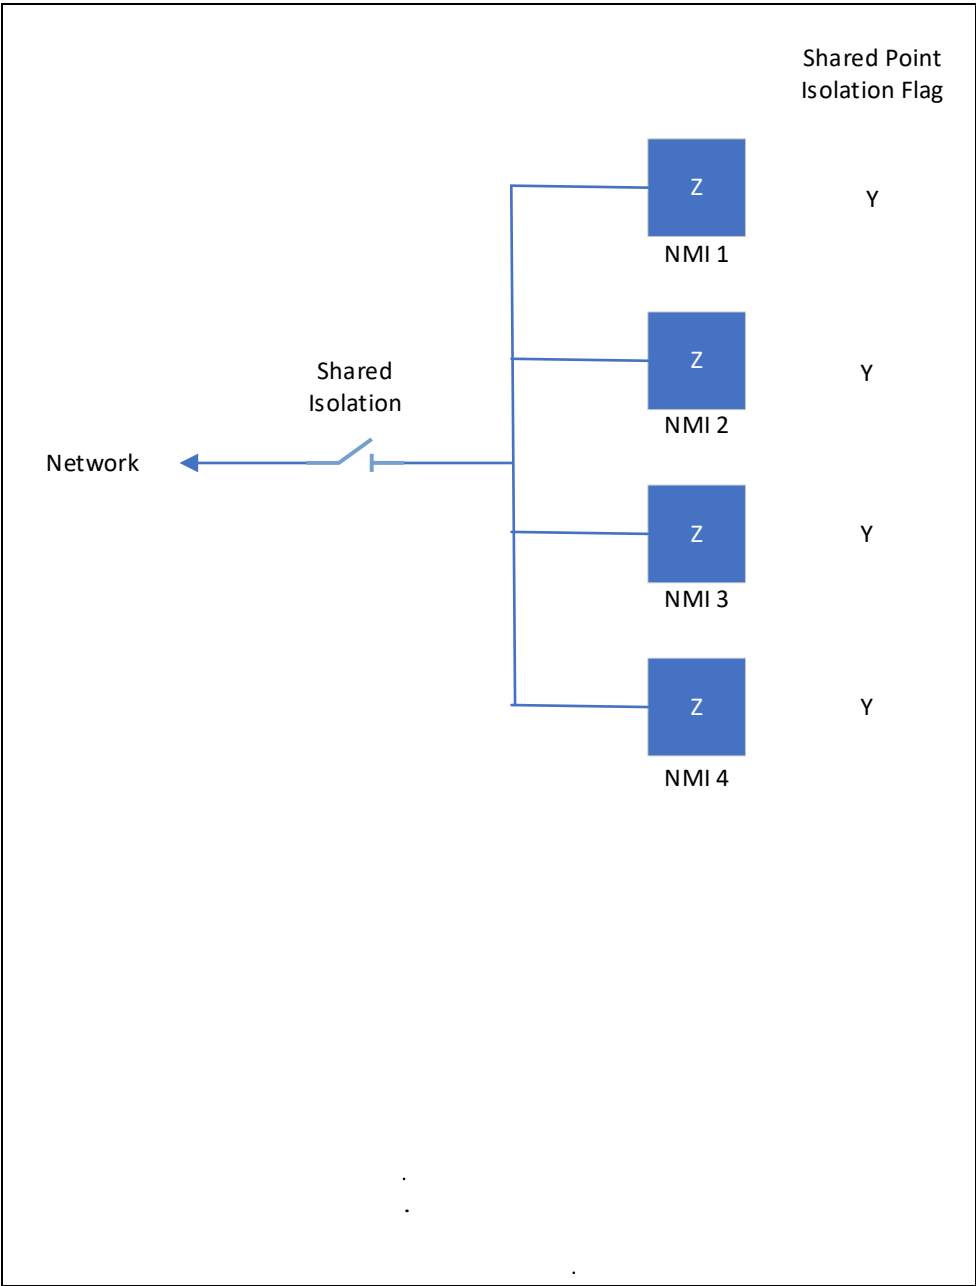 Shared Point
Isolation Flag
Z
Y
NMI 1
Z
Y
NMI 2
Shared
Isolation
Network
Z
Y
NMI 3
Z
Y
NMI 4